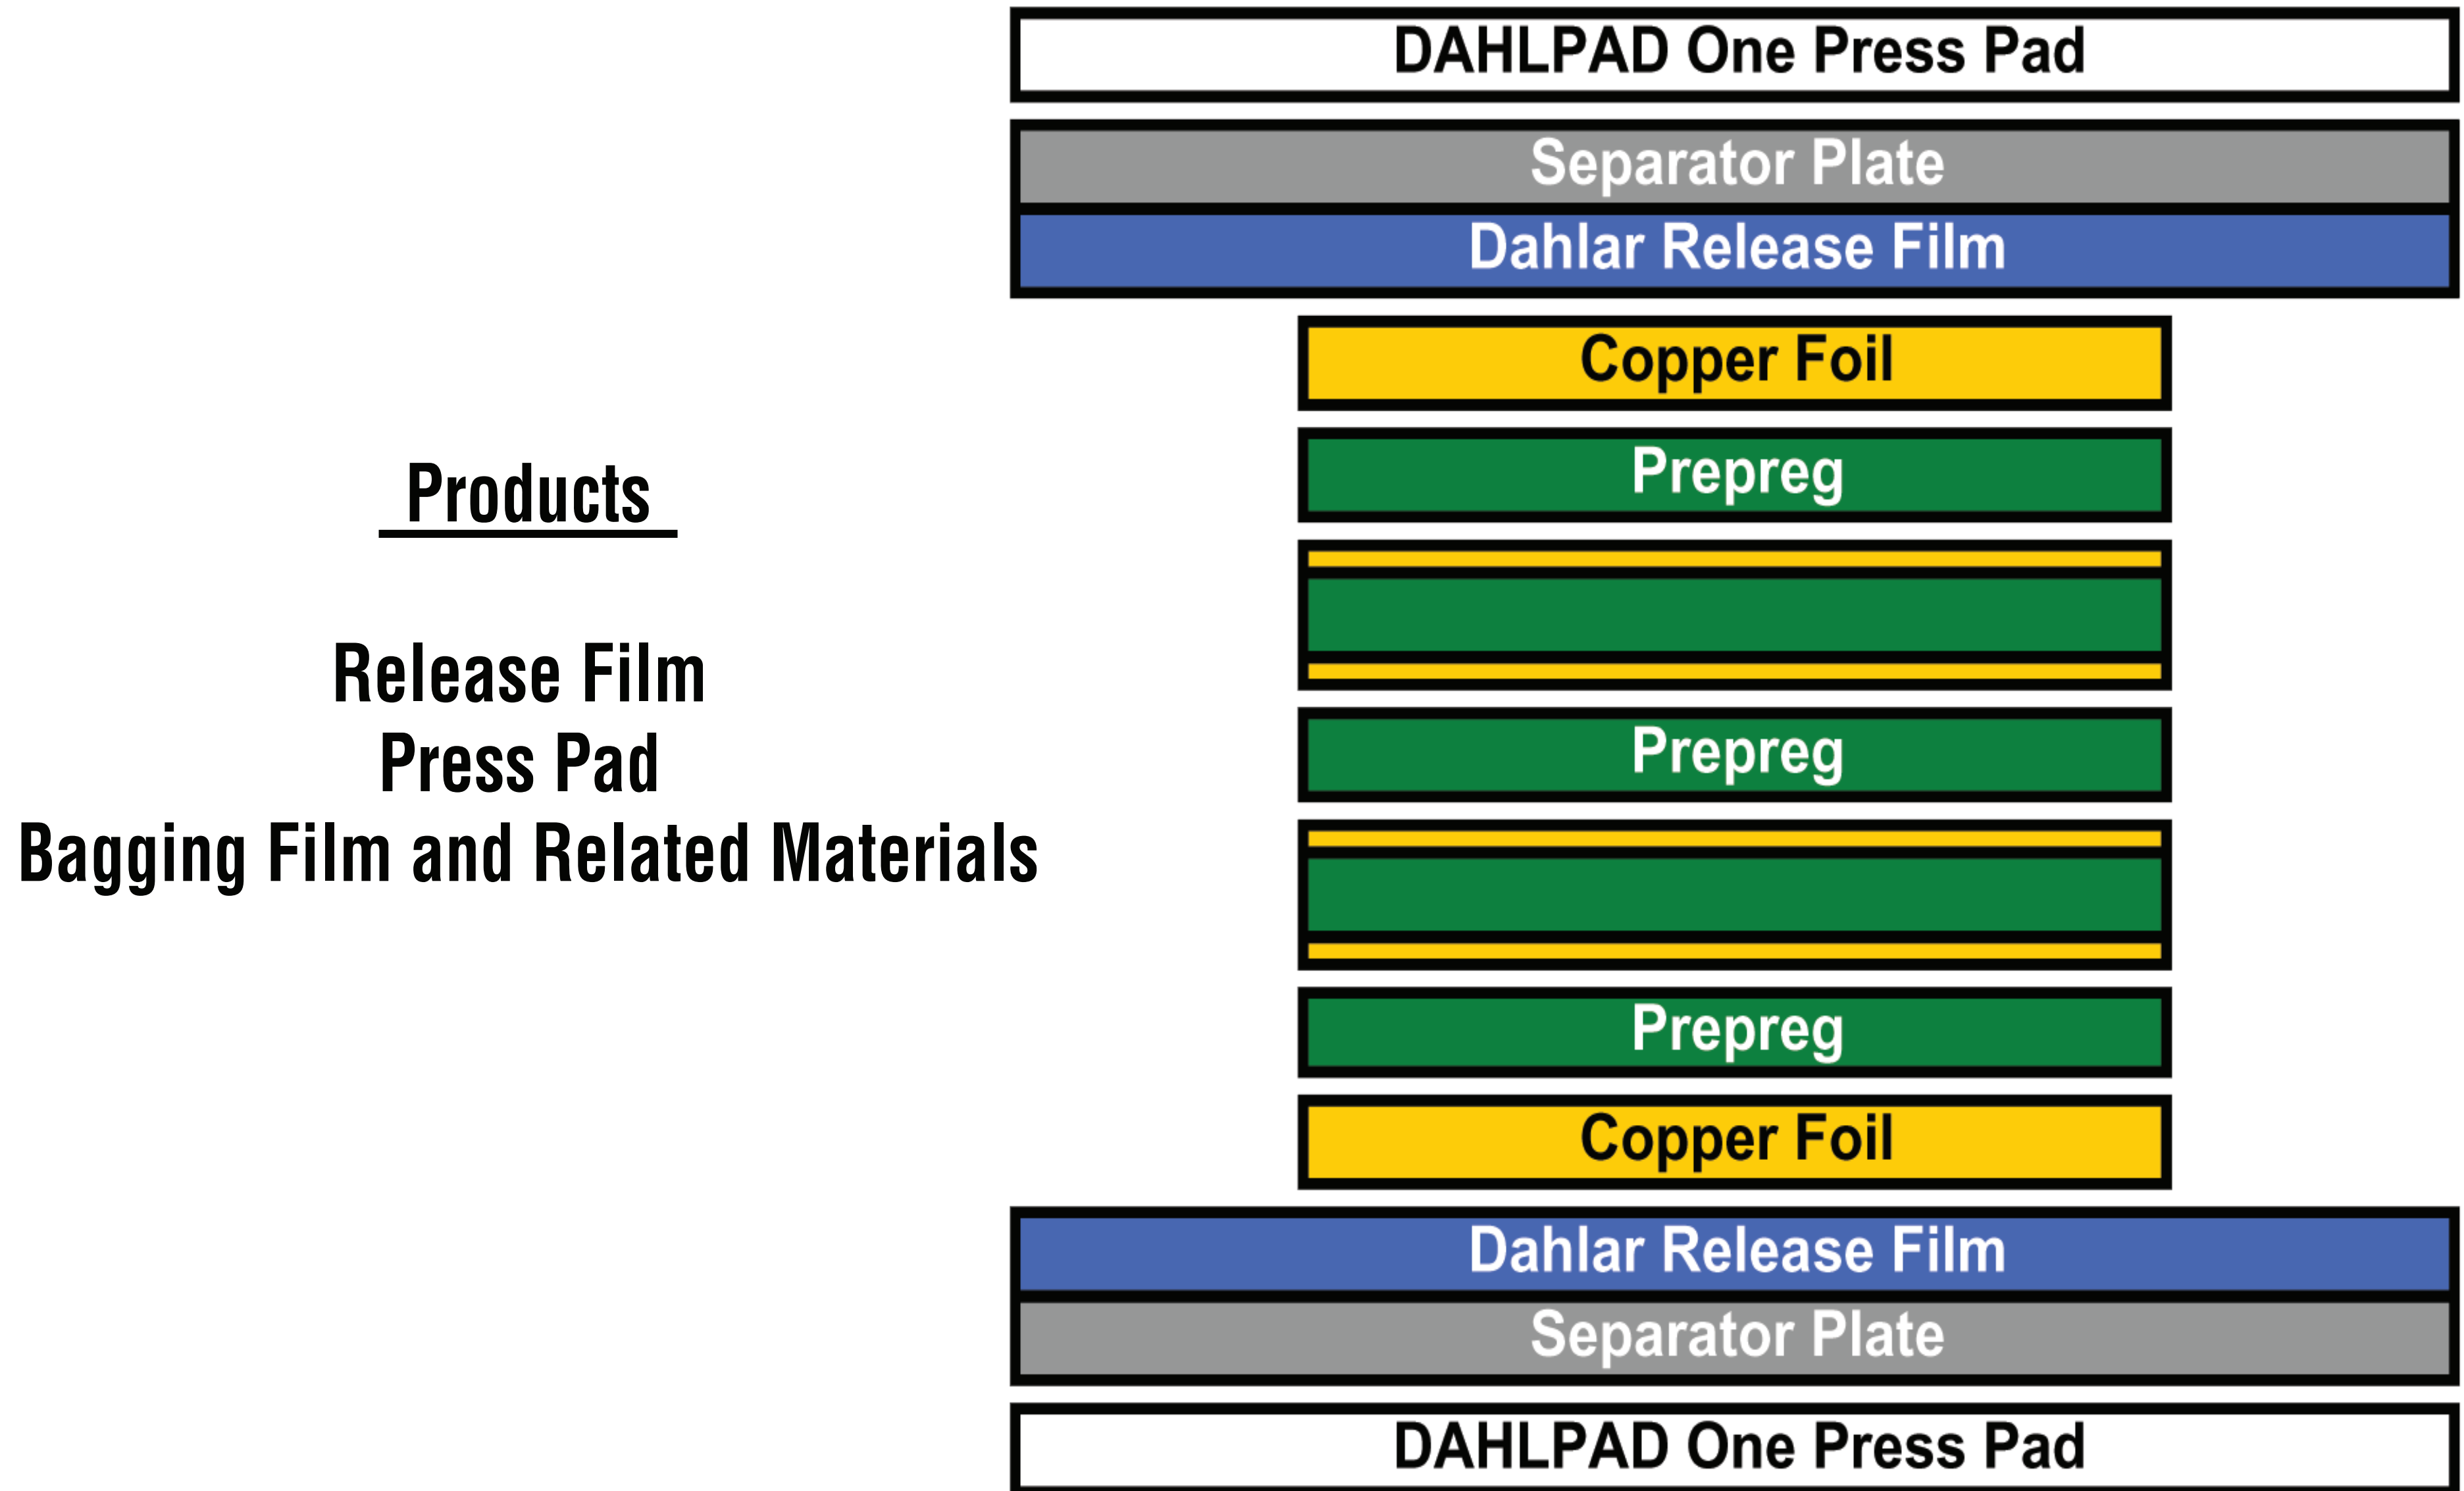 Products
Release Film
Press Pad
Bagging Film and Related Materials
DAHLPAD One Press Pad
Separator Plate
Dahlar Release Film
Copper Foil
Prepreg
Prepreg
Prepreg
Copper Foil
Dahlar Release Film
Separator Plate
DAHLPAD One Press Pad